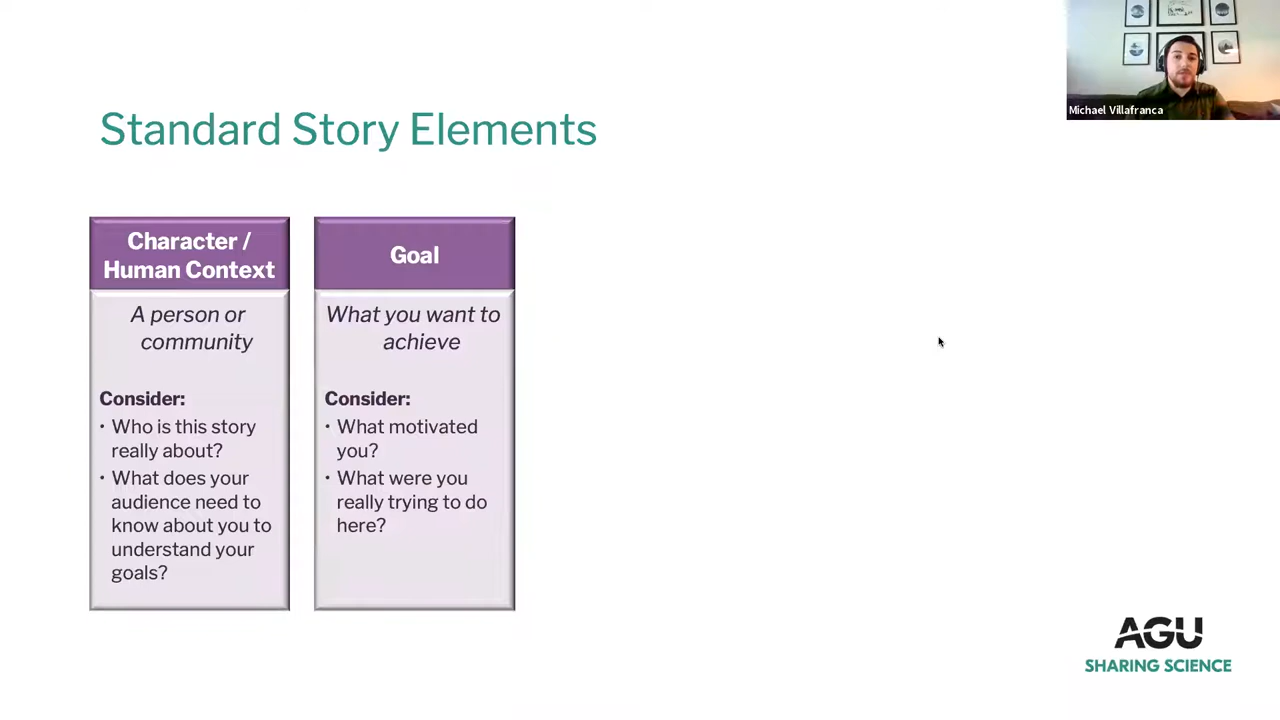 Michael Villafranca
Standard Story Elements
Character /
Human Context
A person or
community
Consider:
• Who is this story
really about?
• What does your
audience need to
know about you to
understand your
goals?
Goal
What you want to
achieve
Consider:
• What motivated
you?
• What were you
really trying to do
here?
AGU
SHARING SCIENCE